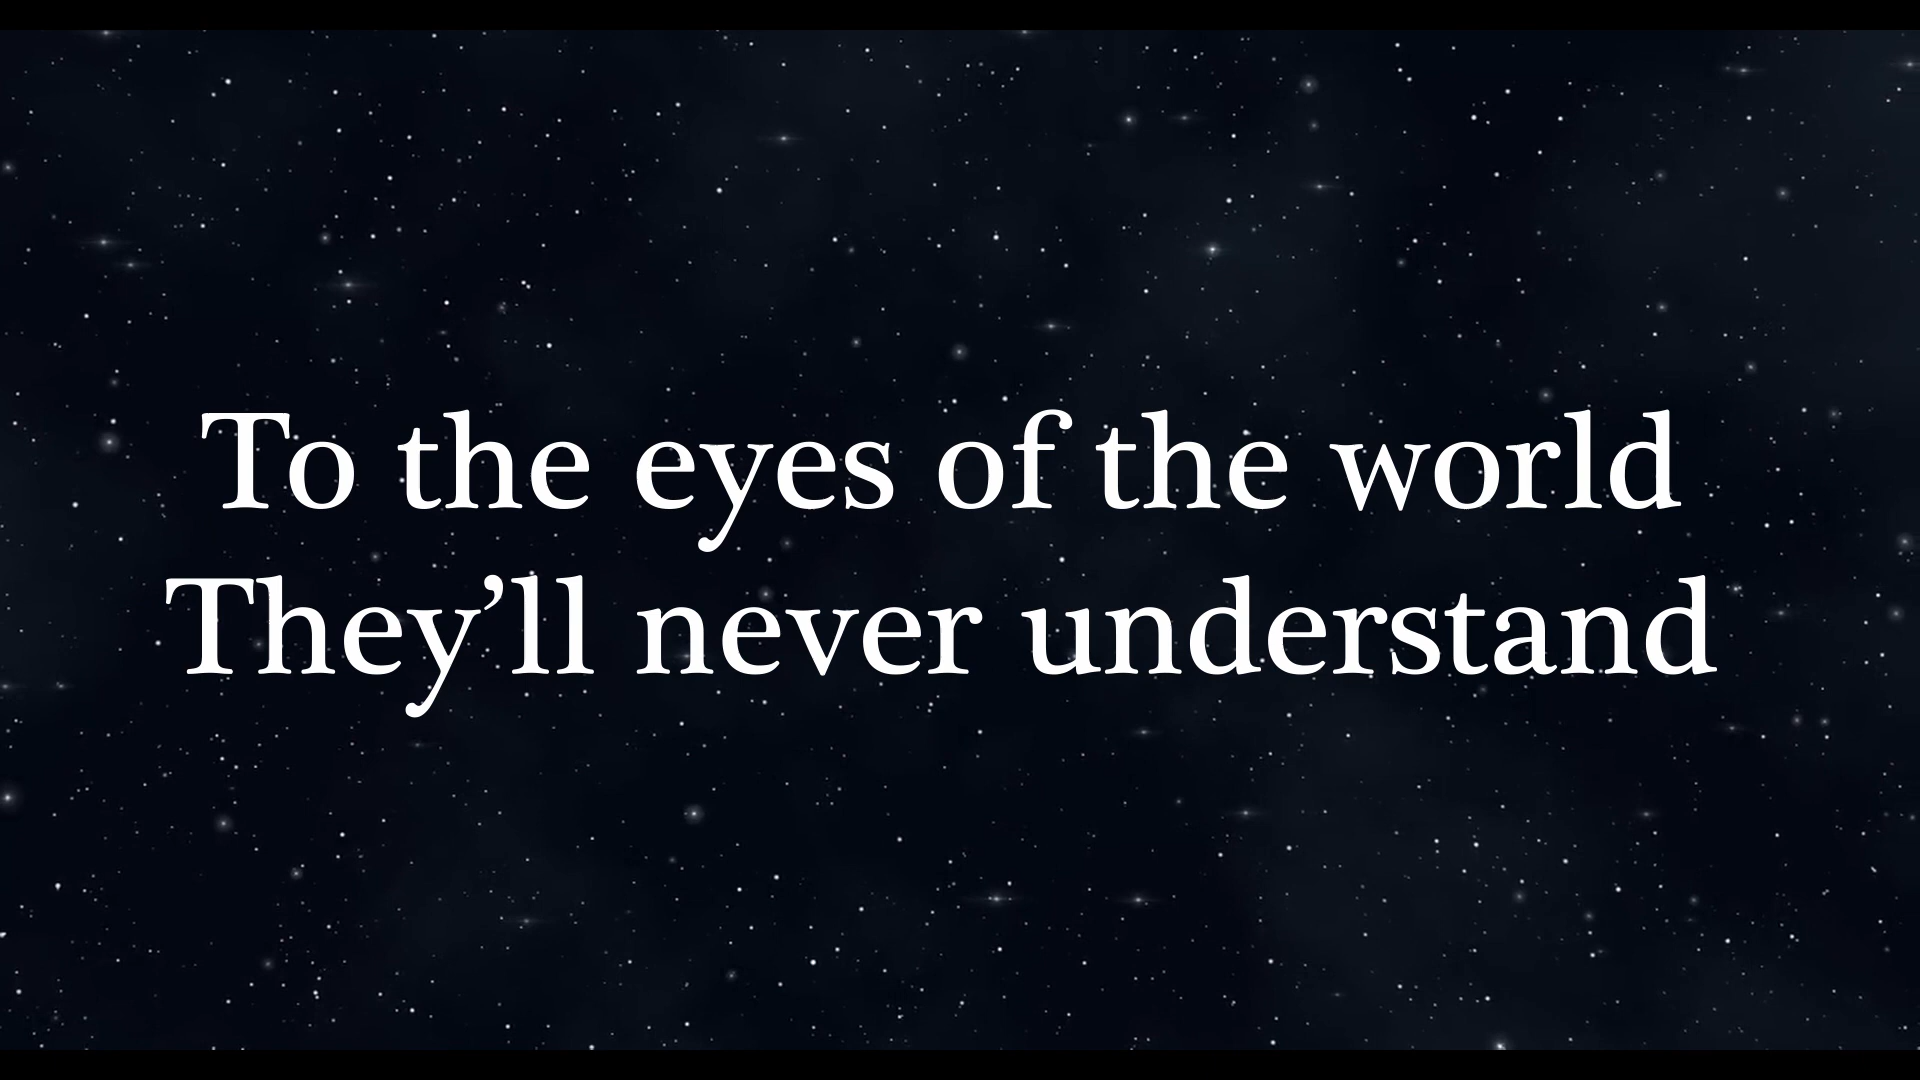 To the eyes of the world
They’ll never understand